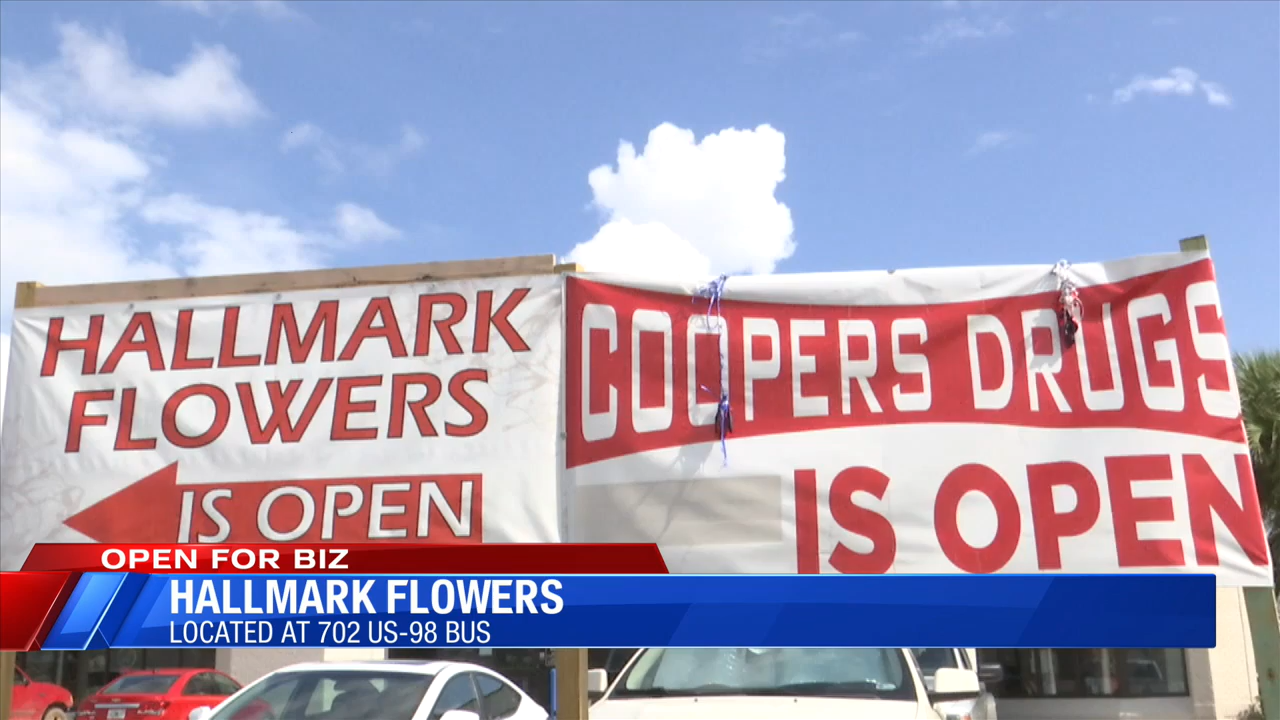 HALLMARK
FLOWERS
IS OPEN
COOPERS DRUGS
IS OPEN
OPEN FOR BIZ
HALLMARK FLOWERS
LOCATED AT 702 US-98 BUS